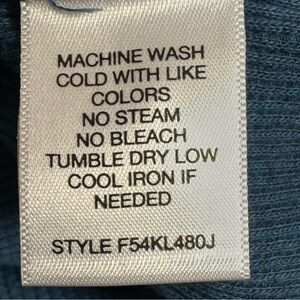 MACHINE WASH
COLD WITH LIKE
COLORS
NO STEAM
NO BLEACH
TUMBLE DRY LOW
COOL IRON IF
NEEDED
STYLE F54KL480J